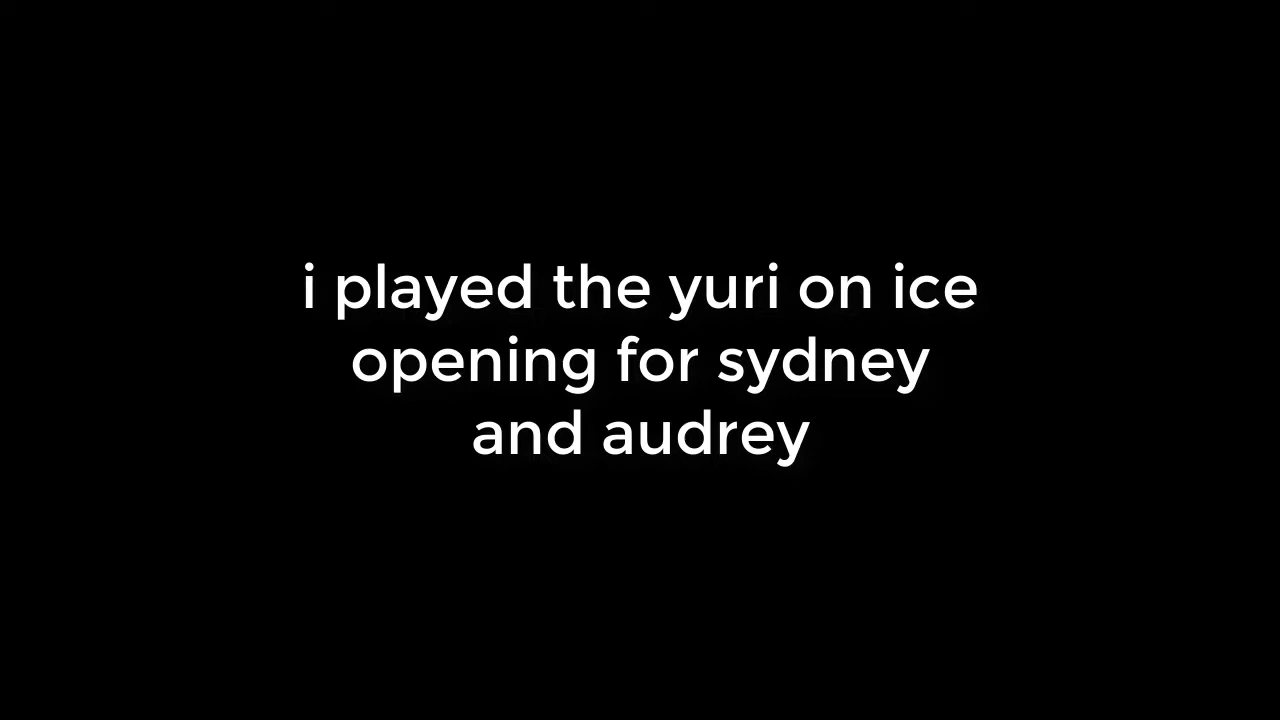 i played the yuri on ice
opening for sydney
and audrey